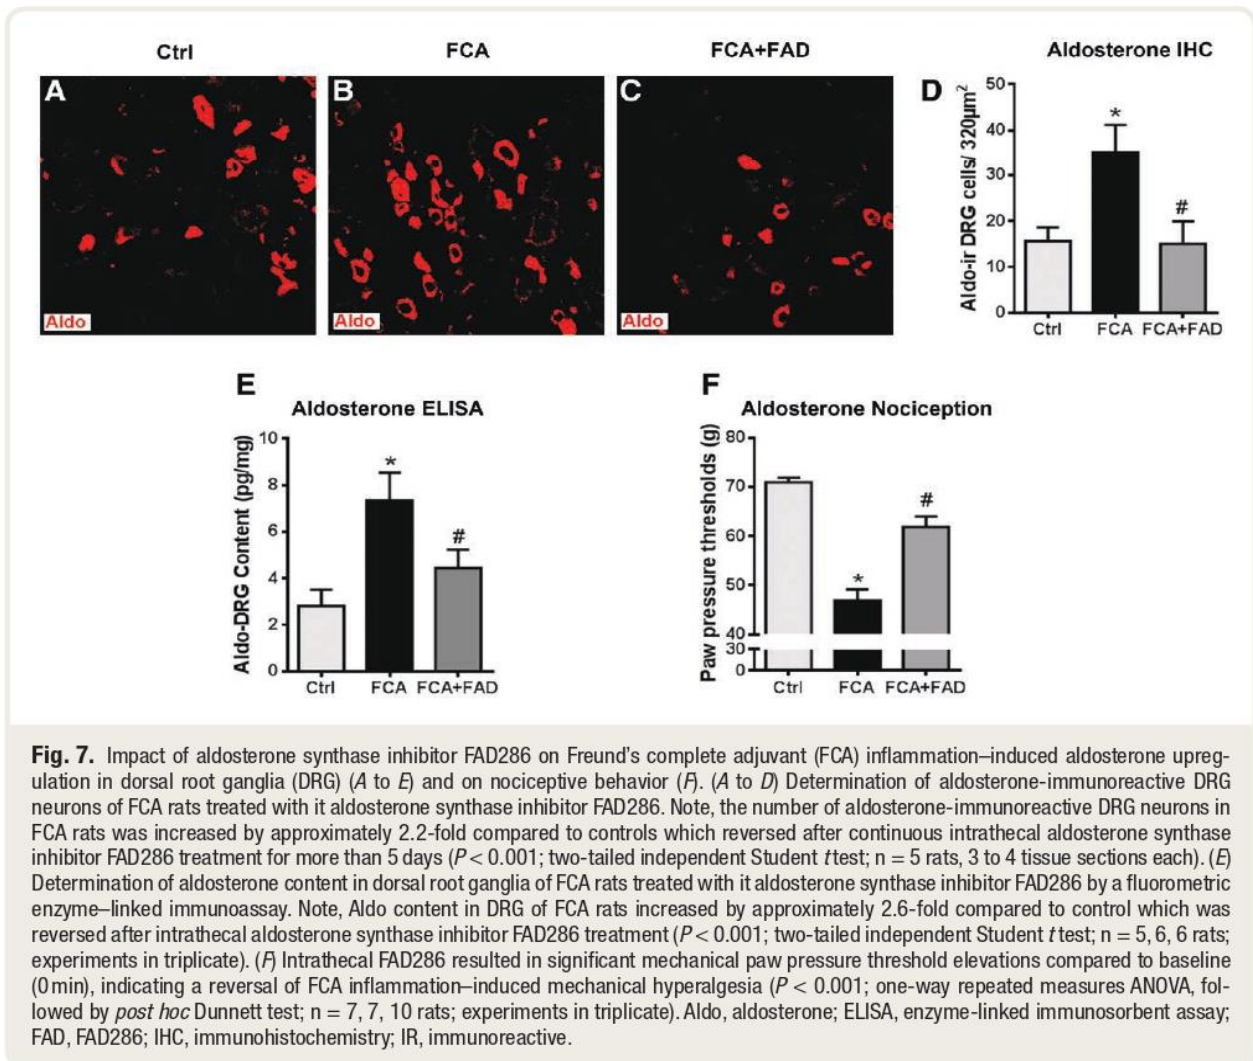 Ctrl
FCA
FCA+FAD
Aldosterone IHC
A
B
C
D
Aldo
Aldo
Aldo
Aldo-ir DRG cells/ 320µm²
50
40
30
20
10
0
*
#
Ctrl FCA FCA+FAD
E
Aldosterone ELISA
Aldo-DRG Content (pg/mg)
10
8
6
4
2
0
*
#
Ctrl FCA FCA+FAD
F
Aldosterone Nociception
Paw pressure thresholds (g)
80
70
60
50
40
30
0
*
#
Ctrl FCA FCA+FAD
Fig. 7. Impact of aldosterone synthase inhibitor FAD286 on Freund's complete adjuvant (FCA) inflammation–induced aldosterone upreg-
ulation in dorsal root ganglia (DRG) (A to E) and on nociceptive behavior (F). (A to D) Determination of aldosterone-immunoreactive DRG
neurons of FCA rats treated with it aldosterone synthase inhibitor FAD286. Note, the number of aldosterone-immunoreactive DRG neurons in
FCA rats was increased by approximately 2.2-fold compared to controls which reversed after continuous intrathecal aldosterone synthase
inhibitor FAD286 treatment for more than 5 days (P < 0.001; two-tailed independent Student t test; n = 5 rats, 3 to 4 tissue sections each). (E)
Determination of aldosterone content in dorsal root ganglia of FCA rats treated with it aldosterone synthase inhibitor FAD286 by a fluorometric
enzyme–linked immunoassay. Note, Aldo content in DRG of FCA rats increased by approximately 2.6-fold compared to control which was
reversed after intrathecal aldosterone synthase inhibitor FAD286 treatment (P < 0.001; two-tailed independent Student t test; n = 5, 6, 6 rats;
experiments in triplicate). (F) Intrathecal FAD286 resulted in significant mechanical paw pressure threshold elevations compared to baseline
(0 min), indicating a reversal of FCA inflammation–induced mechanical hyperalgesia (P < 0.001; one-way repeated measures ANOVA, fol-
lowed by post hoc Dunnett test; n = 7, 7, 10 rats; experiments in triplicate). Aldo, aldosterone; ELISA, enzyme-linked immunosorbent assay;
FAD, FAD286; IHC, immunohistochemistry; IR, immunoreactive.